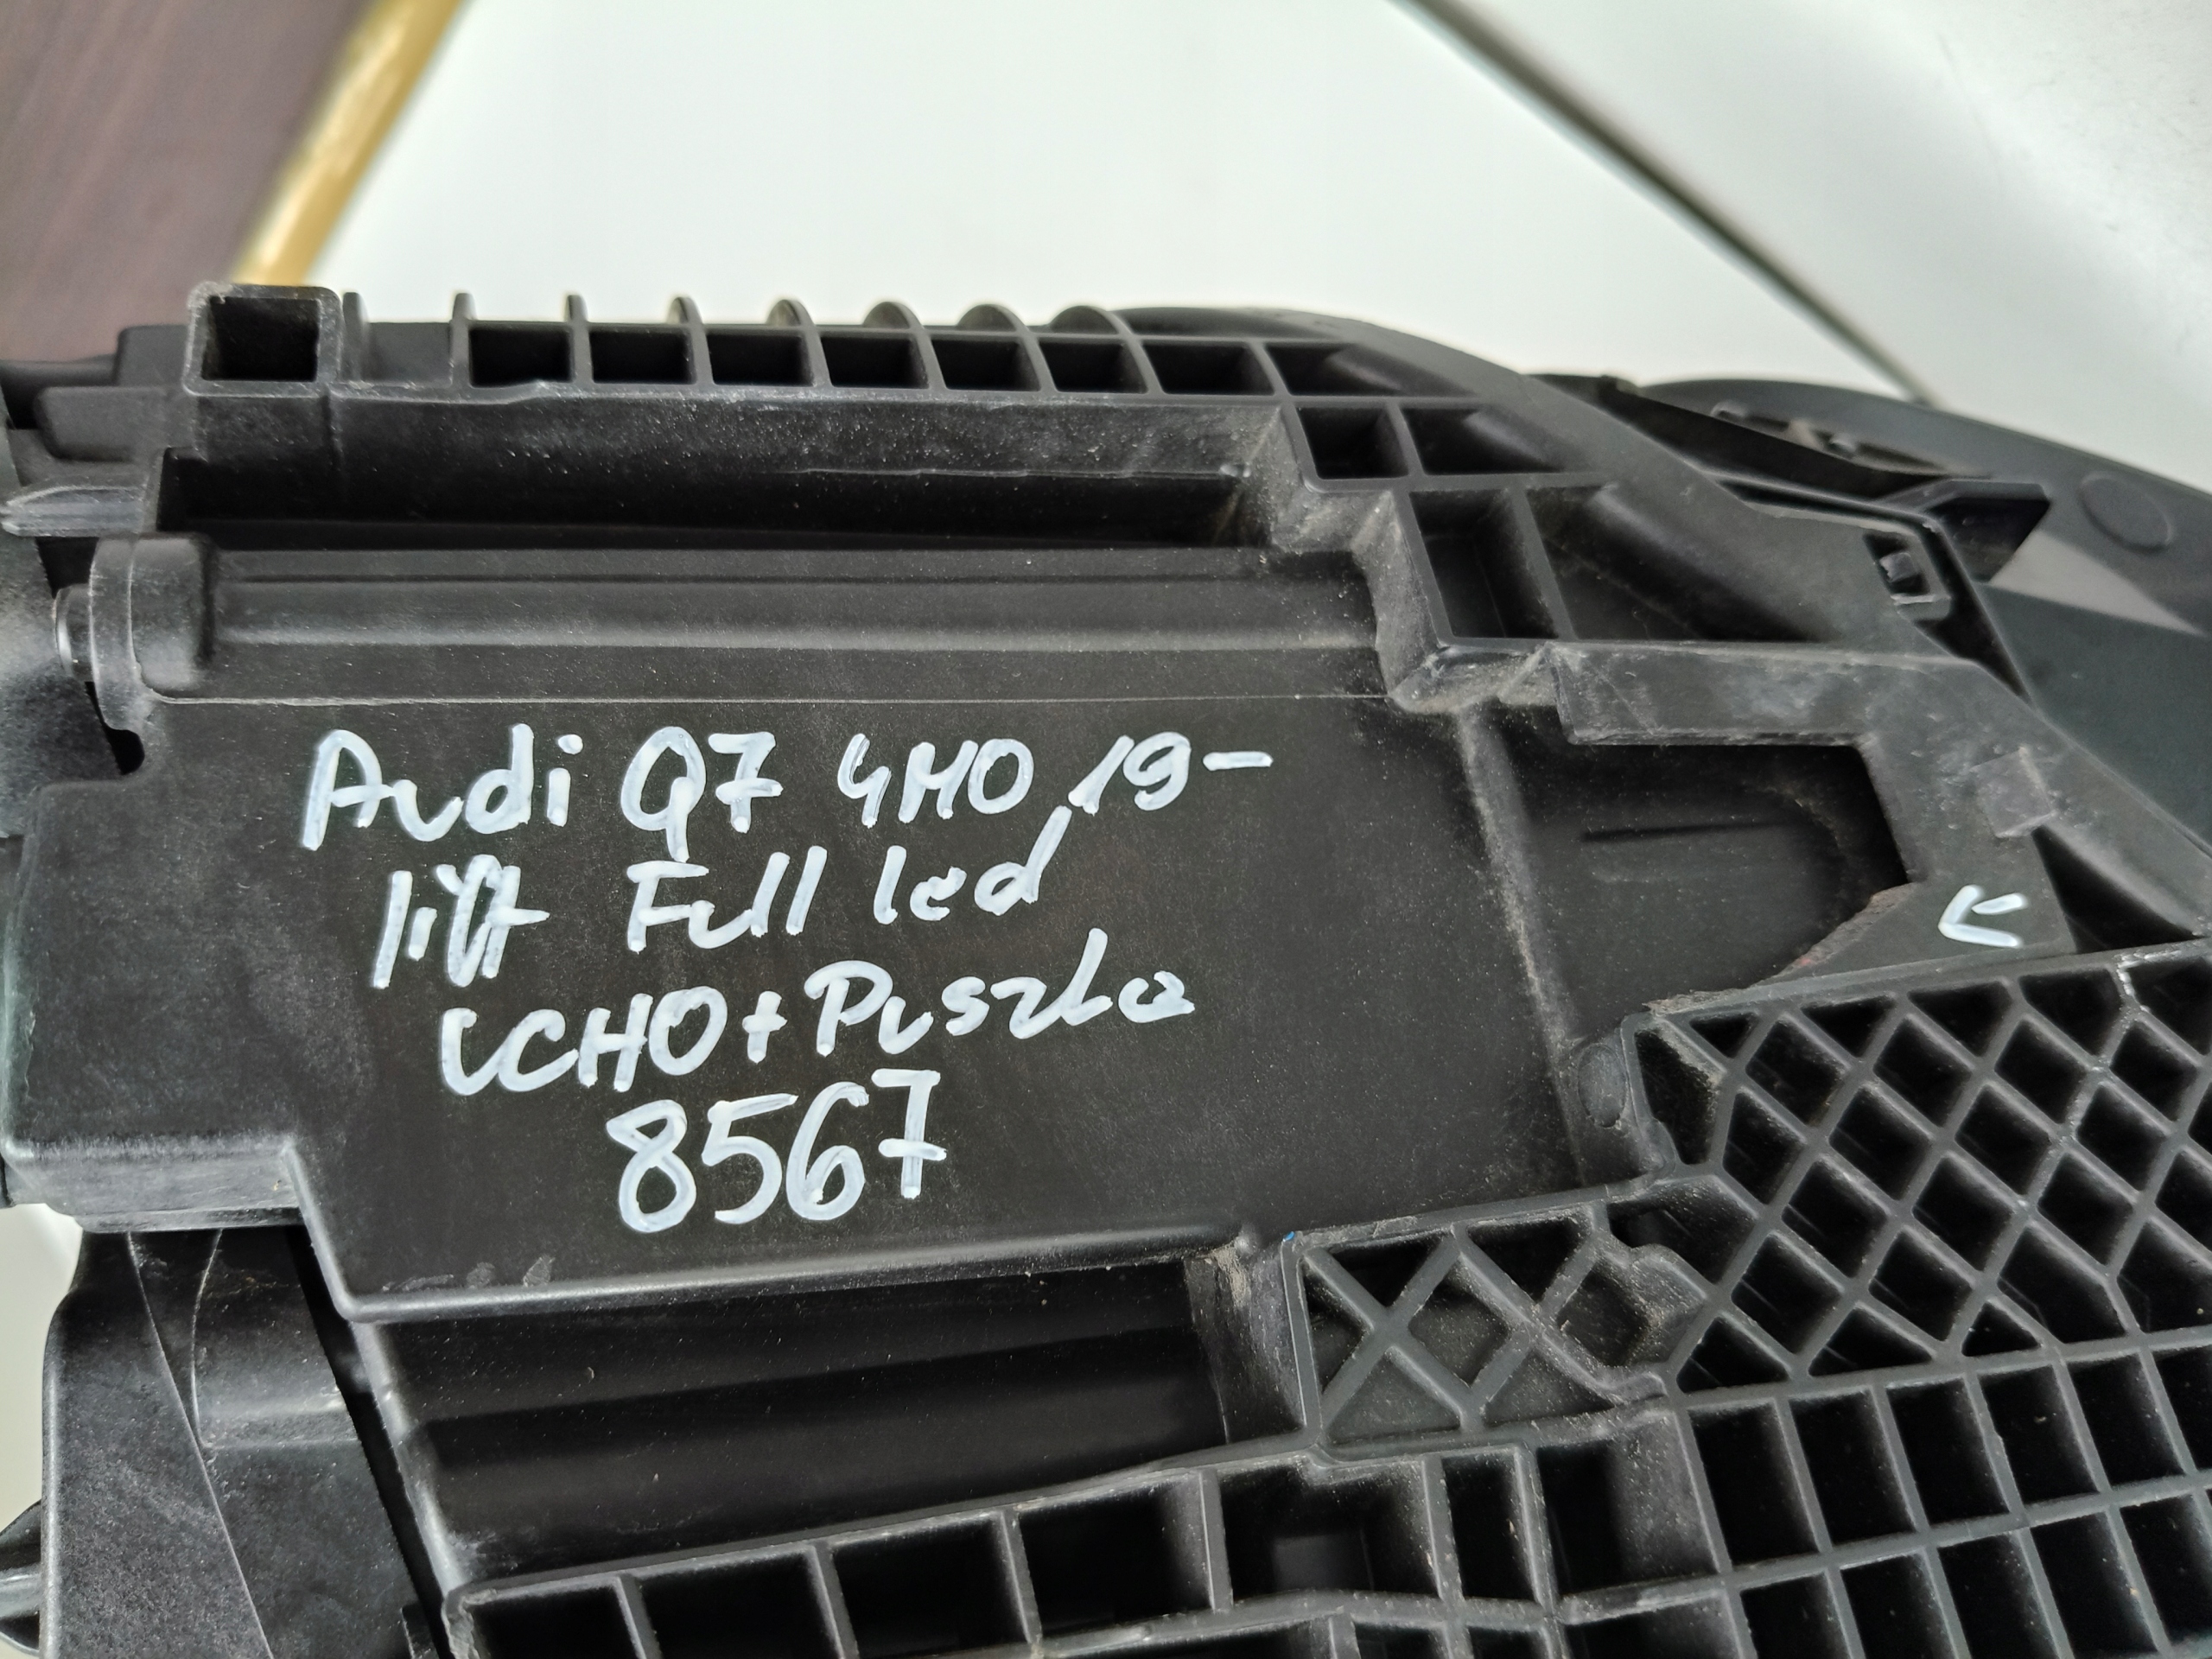 Audi Q7 4M0 19-
lift Full led
UCHO+Puszka
8567
<